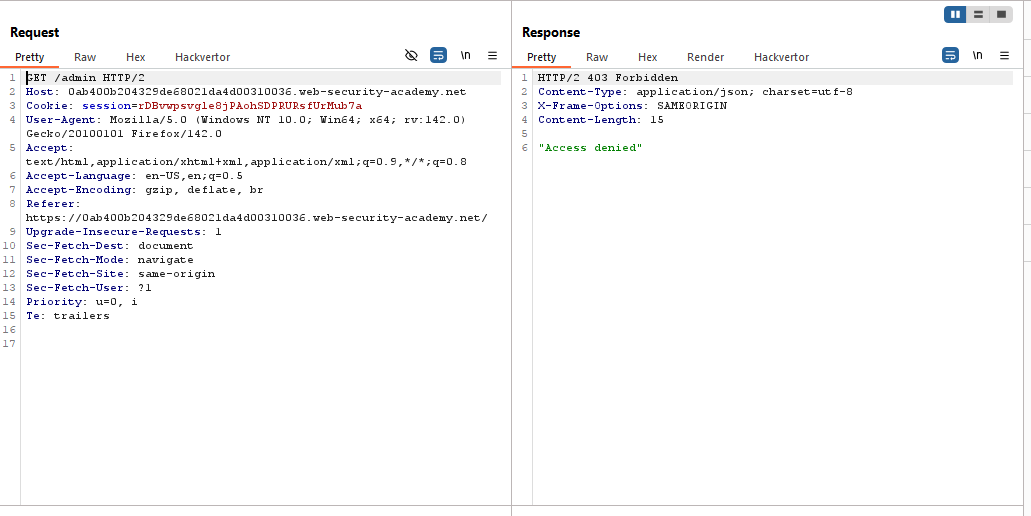 Request
Pretty Raw Hex Hackvertor \n
1 GET /admin HTTP/2
2 Host: 0ab400b204329de68021da4d00310036.web-security-academy.net
3 Cookie: session=rDBvwpsvgle8jPAohSDPRURsfUrMub7a
4 User-Agent: Mozilla/5.0 (Windows NT 10.0; Win64; x64; rv:142.0)
Gecko/20100101 Firefox/142.0
5 Accept:
text/html,application/xhtml+xml,application/xml;q=0.9,*/*;q=0.8
6 Accept-Language: en-US,en;q=0.5
7 Accept-Encoding: gzip, deflate, br
8 Referer:
https://0ab400b204329de68021da4d00310036.web-security-academy.net/
9 Upgrade-Insecure-Requests: 1
10 Sec-Fetch-Dest: document
11 Sec-Fetch-Mode: navigate
12 Sec-Fetch-Site: same-origin
13 Sec-Fetch-User: ?1
14 Priority: u=0, i
15 Te: trailers
16
17
Response
Pretty Raw Hex Render Hackvertor \n
1 HTTP/2 403 Forbidden
2 Content-Type: application/json; charset=utf-8
3 X-Frame-Options: SAMEORIGIN
4 Content-Length: 15
5
6 "Access denied"